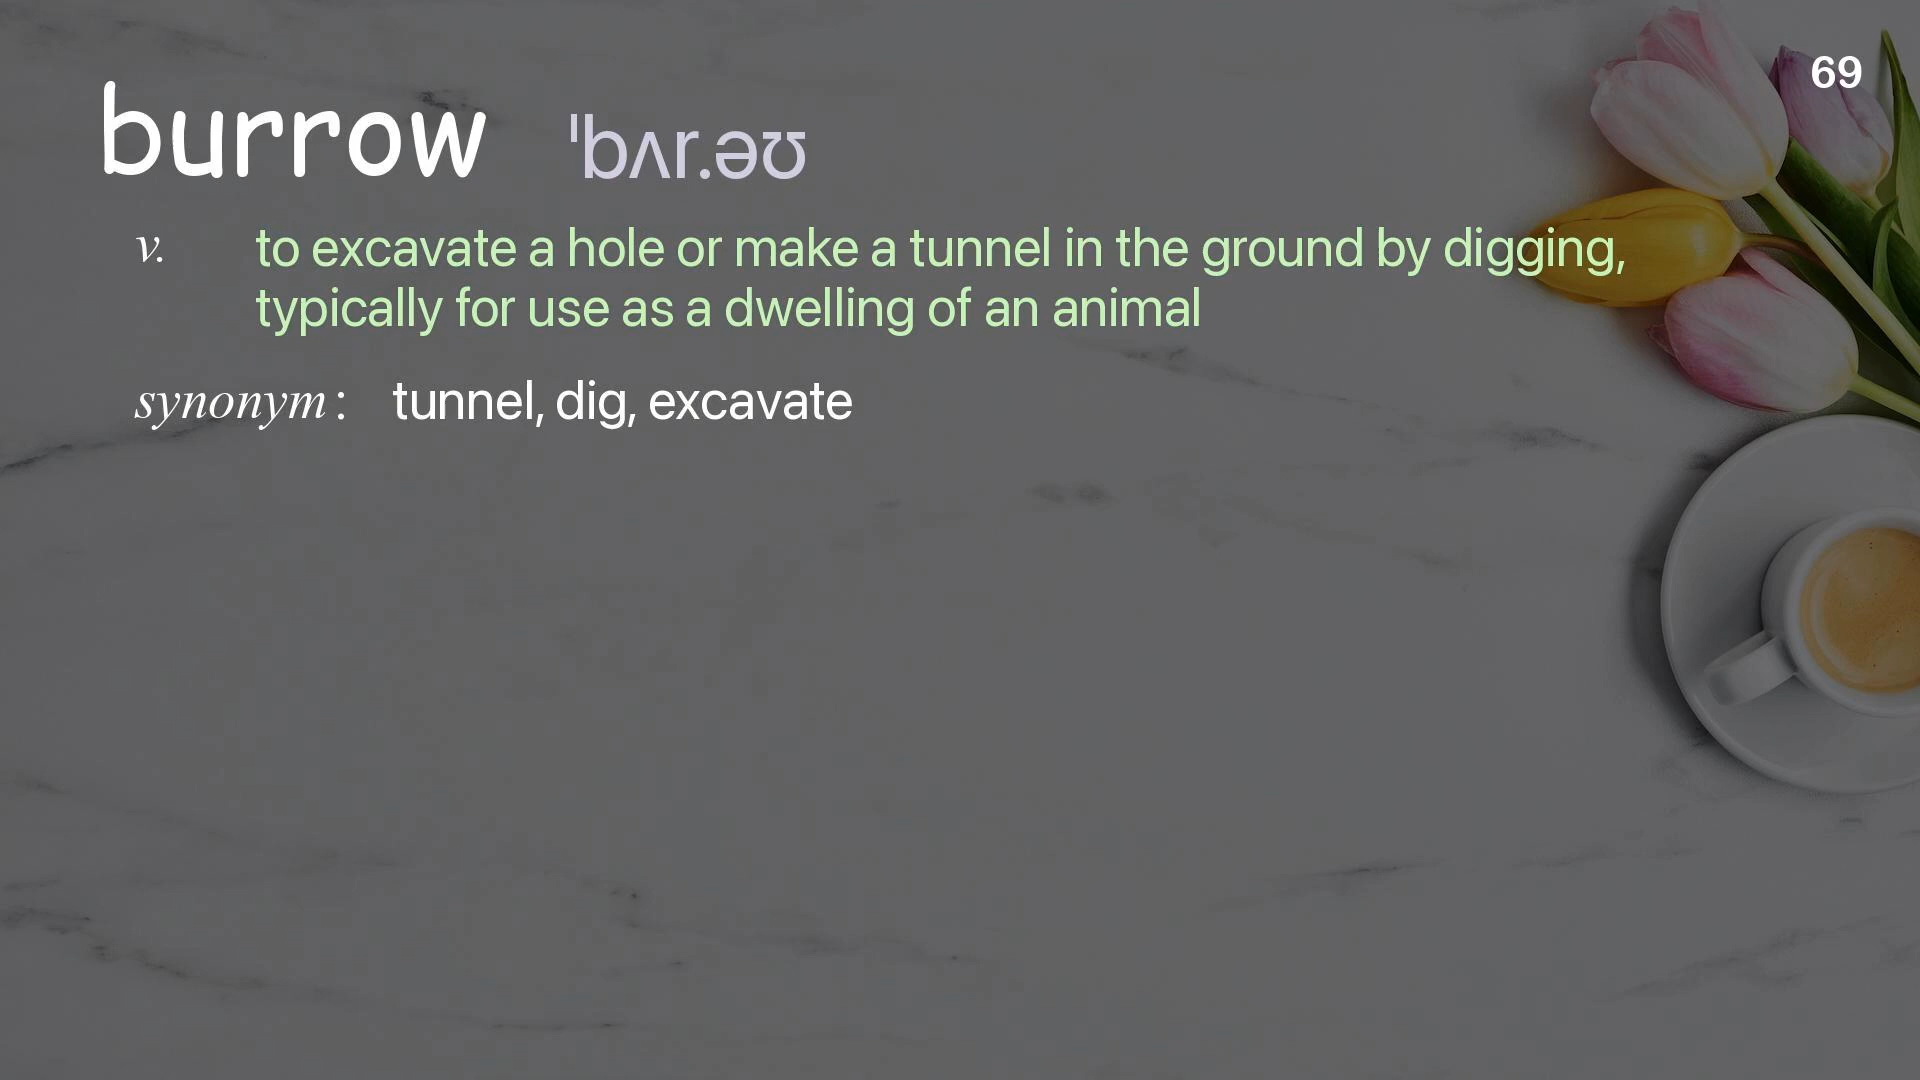 69
burrow ˈbʌr.əʊ
v. to excavate a hole or make a tunnel in the ground by digging,
typically for use as a dwelling of an animal
synonym : tunnel, dig, excavate